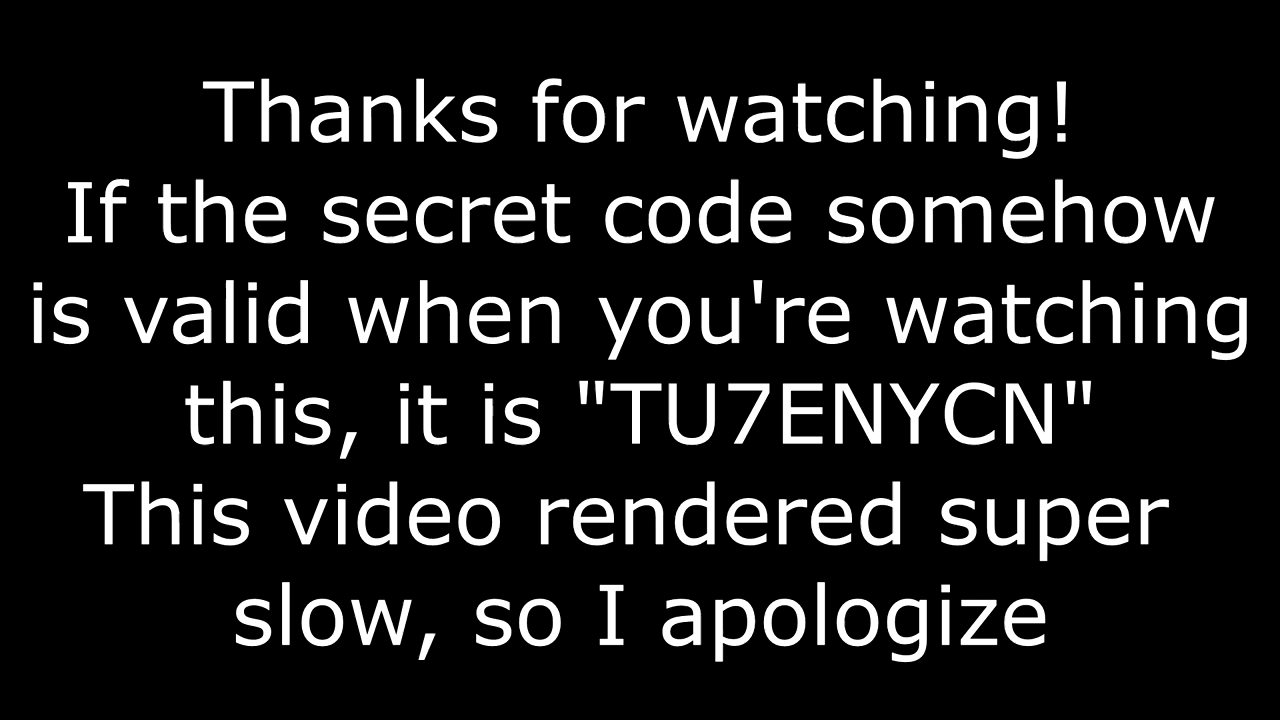 Thanks for watching!
If the secret code somehow
is valid when you're watching
this, it is "TU7ENYCN"
This video rendered super
slow, so I apologize